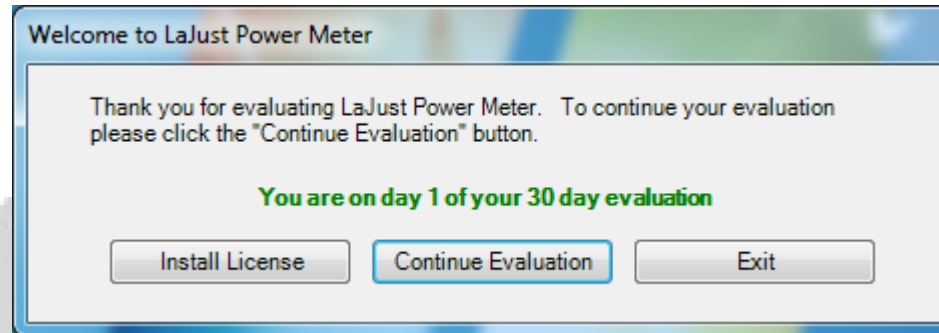 Welcome to LaJust Power Meter
Thank you for evaluating LaJust Power Meter.   To continue your evaluation
please click the "Continue Evaluation" button.
You are on day 1 of your 30 day evaluation
Install License
Continue Evaluation
Exit